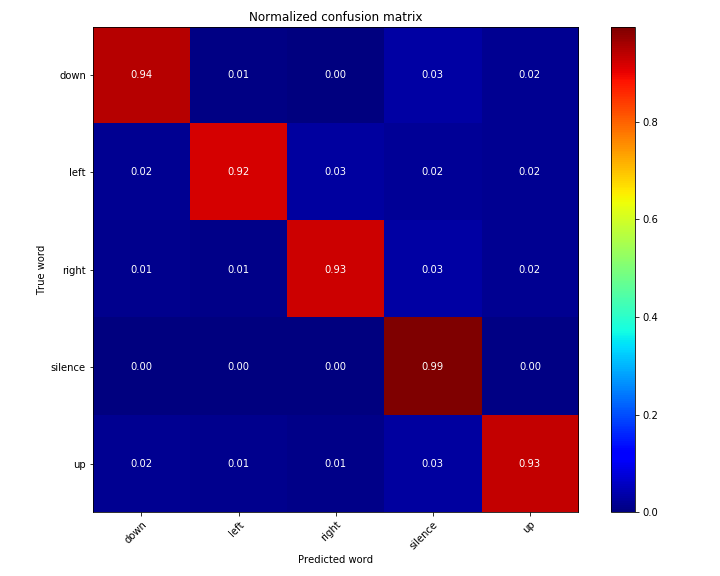 Normalized confusion matrix
down 0.94 0.01 0.00 0.03 0.02
left 0.02 0.92 0.03 0.02 0.02
right 0.01 0.01 0.93 0.03 0.02
silence 0.00 0.00 0.00 0.99 0.00
up 0.02 0.01 0.01 0.03 0.93
down left right silence up
Predicted word
True word
0.8
0.6
0.4
0.2
0.0